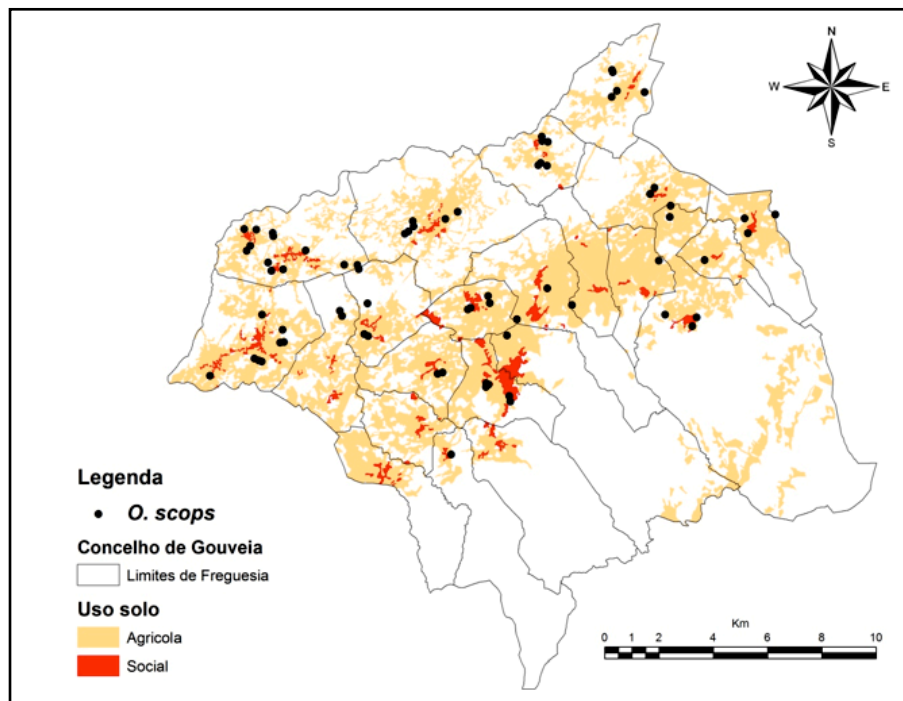 N
W E
S
Legenda
O. scops
Concelho de Gouveia
Limites de Freguesia
Uso solo
Agricola
Social
Km
0 1 2 4 6 8 10